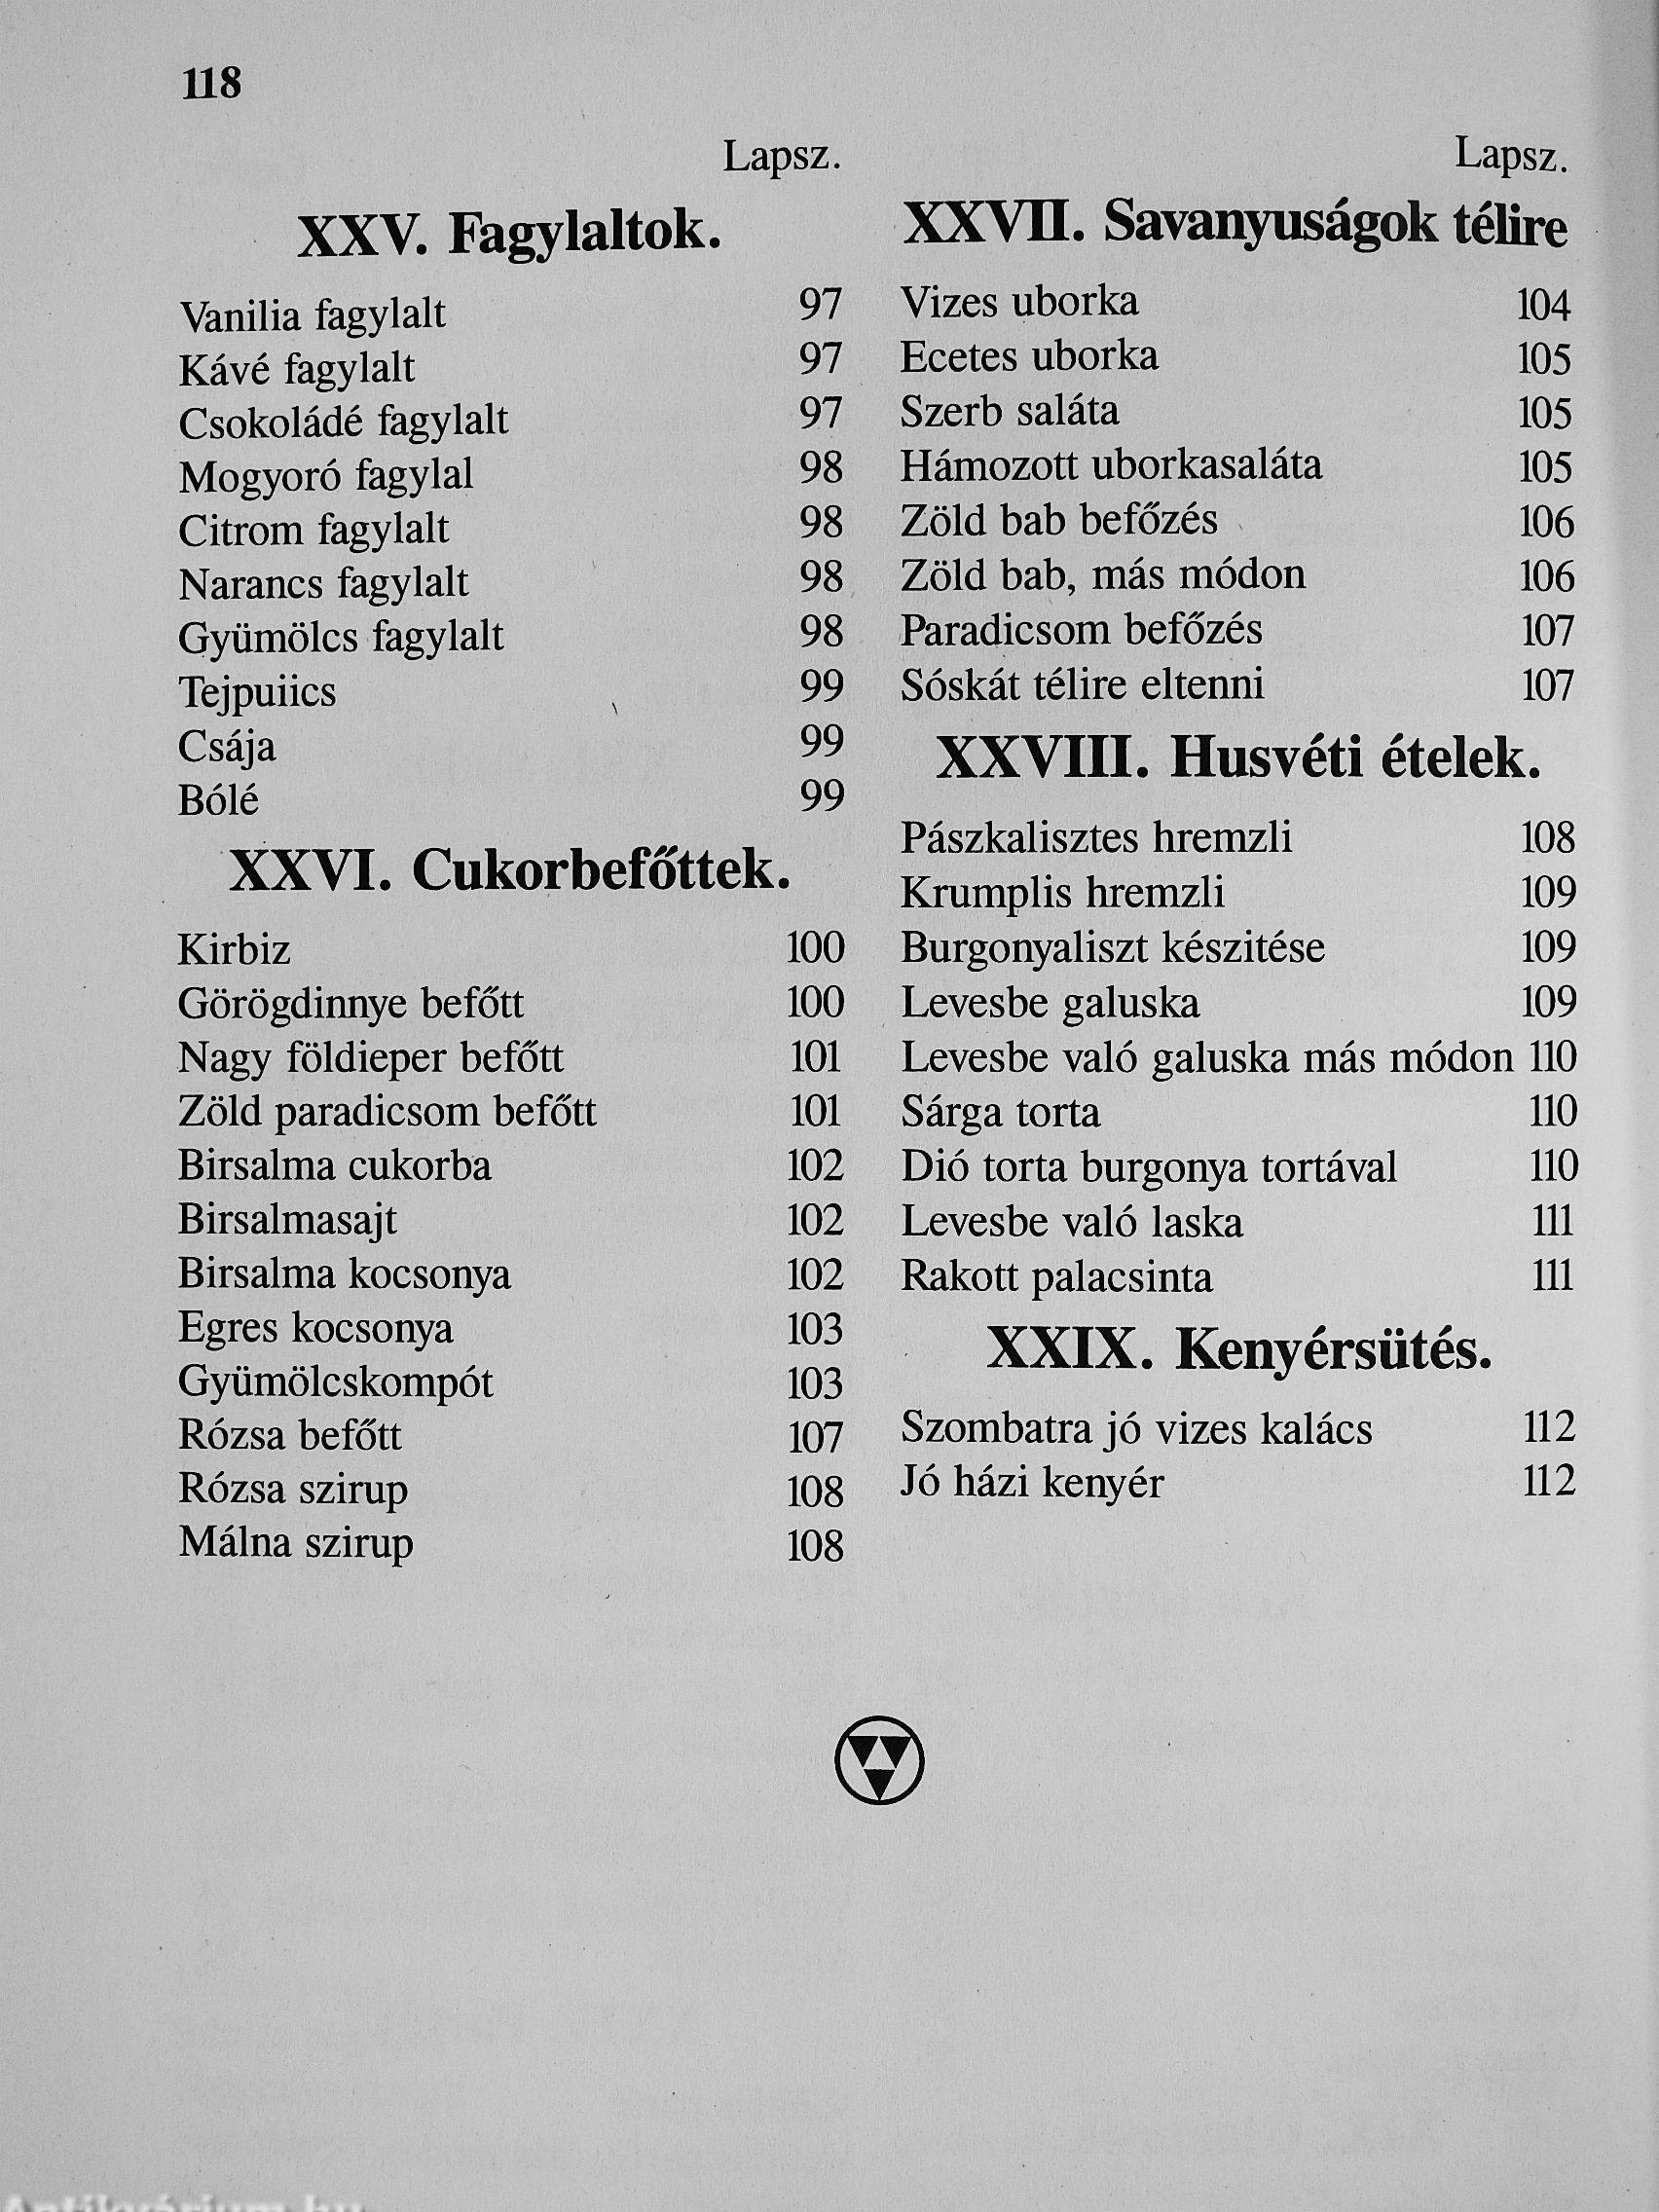 118
Lapsz.
XXV. Fagylaltok.
Vanilia fagylalt 97
Kávé fagylalt 97
Csokoládé fagylalt 97
Mogyoró fagylal 98
Citrom fagylalt 98
Narancs fagylalt 98
Gyümölcs fagylalt 98
Tejpuiics 99
Csája 99
Bólé 99
XXVI. Cukorbefőttek.
Kirbiz 100
Görögdinnye befőtt 100
Nagy földieper befőtt 101
Zöld paradicsom befőtt 101
Birsalma cukorba 102
Birsalmasajt 102
Birsalma kocsonya 102
Egres kocsonya 103
Gyümölcskompót 103
Rózsa befőtt 107
Rózsa szirup 108
Málna szirup 108
Lapsz.
XXVII. Savanyuságok télire
Vizes uborka 104
Ecetes uborka 105
Szerb saláta 105
Hámozott uborkasaláta 105
Zöld bab befőzés 106
Zöld bab, más módon 106
Paradicsom befőzés 107
Sóskát télire eltenni 107
XXVIII. Husvéti ételek.
Pászkalisztes hremzli 108
Krumplis hremzli 109
Burgonyaliszt készitése 109
Levesbe galuska 109
Levesbe való galuska más módon 110
Sárga torta 110
Dió torta burgonya tortával 110
Levesbe való laska 111
Rakott palacsinta 111
XXIX. Kenyérsütés.
Szombatra jó vizes kalács 112
Jó házi kenyér 112
Antikvárium.hu